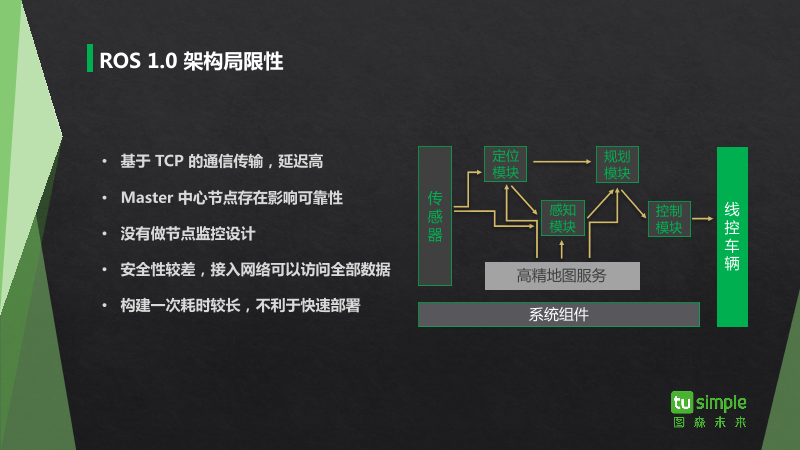 ROS 1.0 架构局限性
• 基于 TCP 的通信传输，延迟高
• Master 中心节点存在影响可靠性
• 没有做节点监控设计
• 安全性较差，接入网络可以访问全部数据
• 构建一次耗时较长，不利于快速部署
传
感
器
定位
模块
规划
模块
感知
模块
控制
模块
线
控
车
辆
高精地图服务
系统组件
tu simple
图森未来